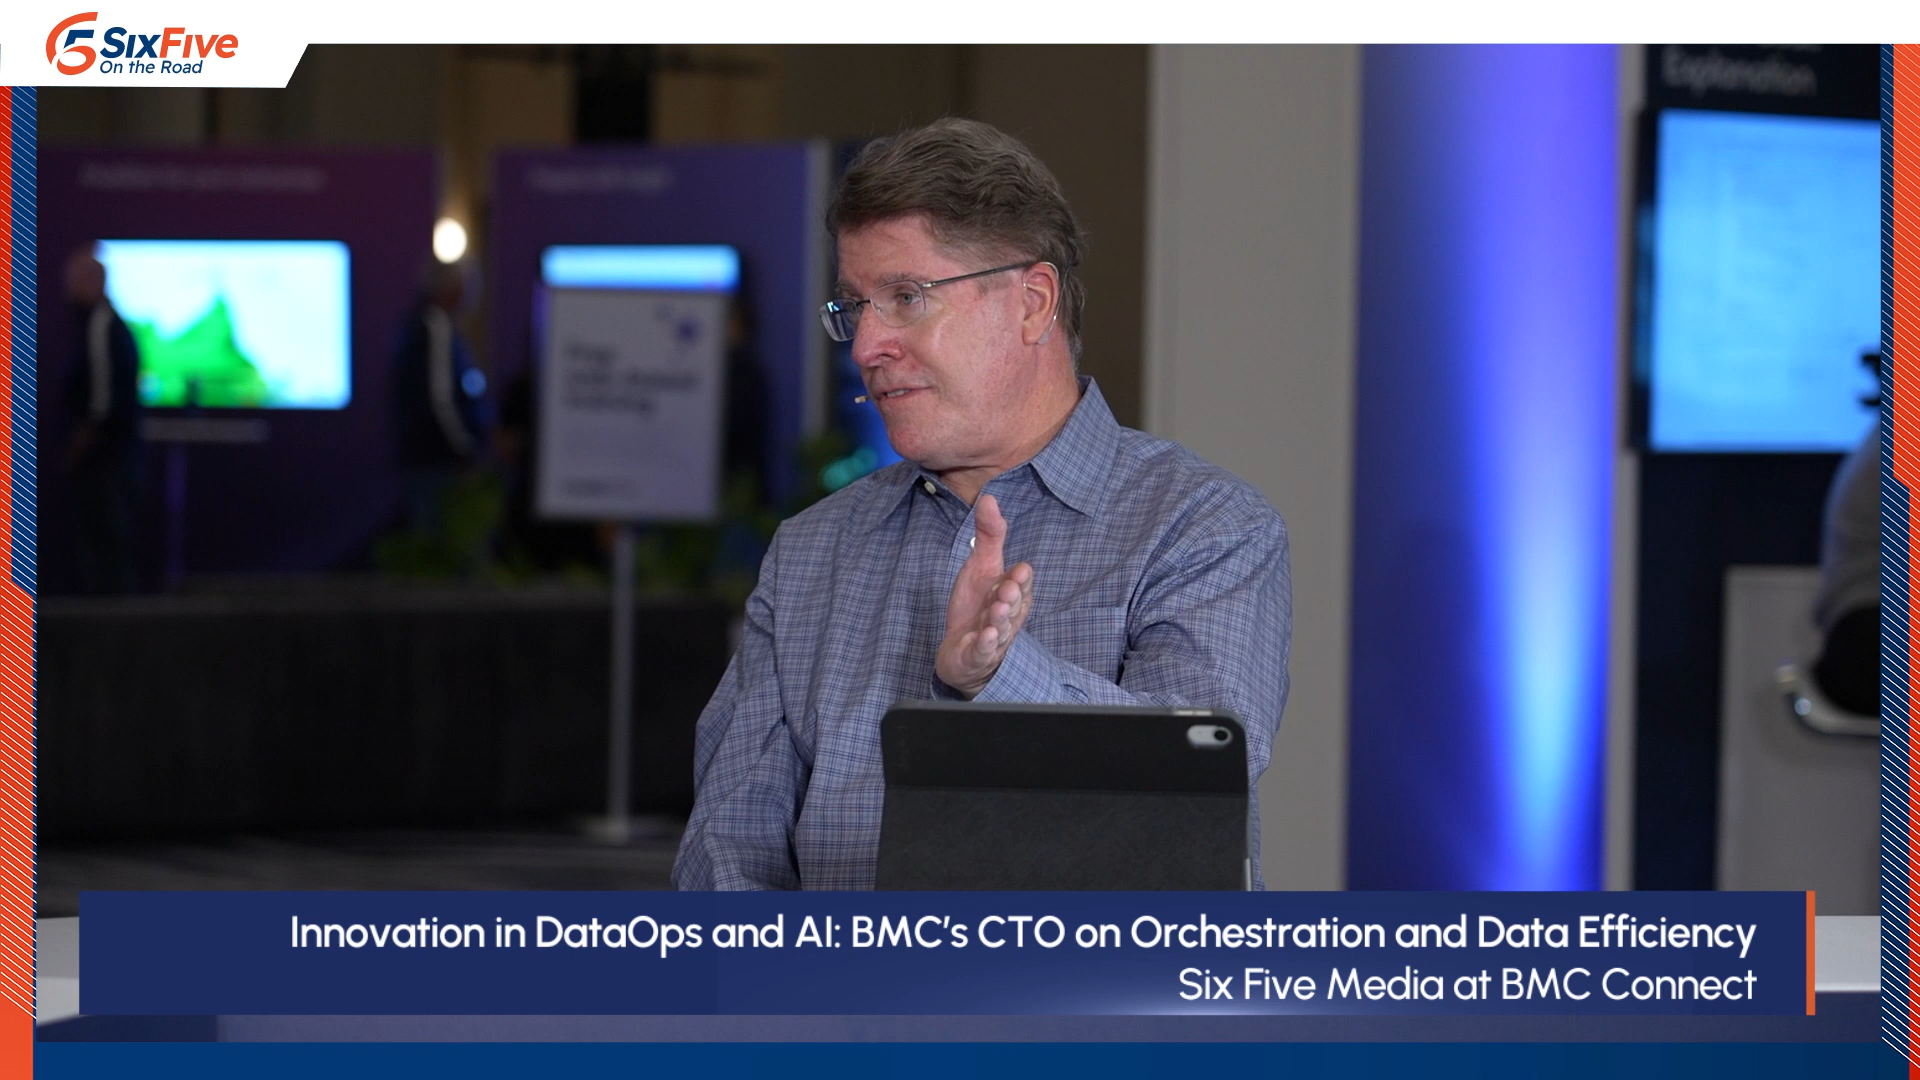 SixFive
On the Road
Exploration
Innovation in DataOps and AI: BMC's CTO on Orchestration and Data Efficiency
Six Five Media at BMC Connect